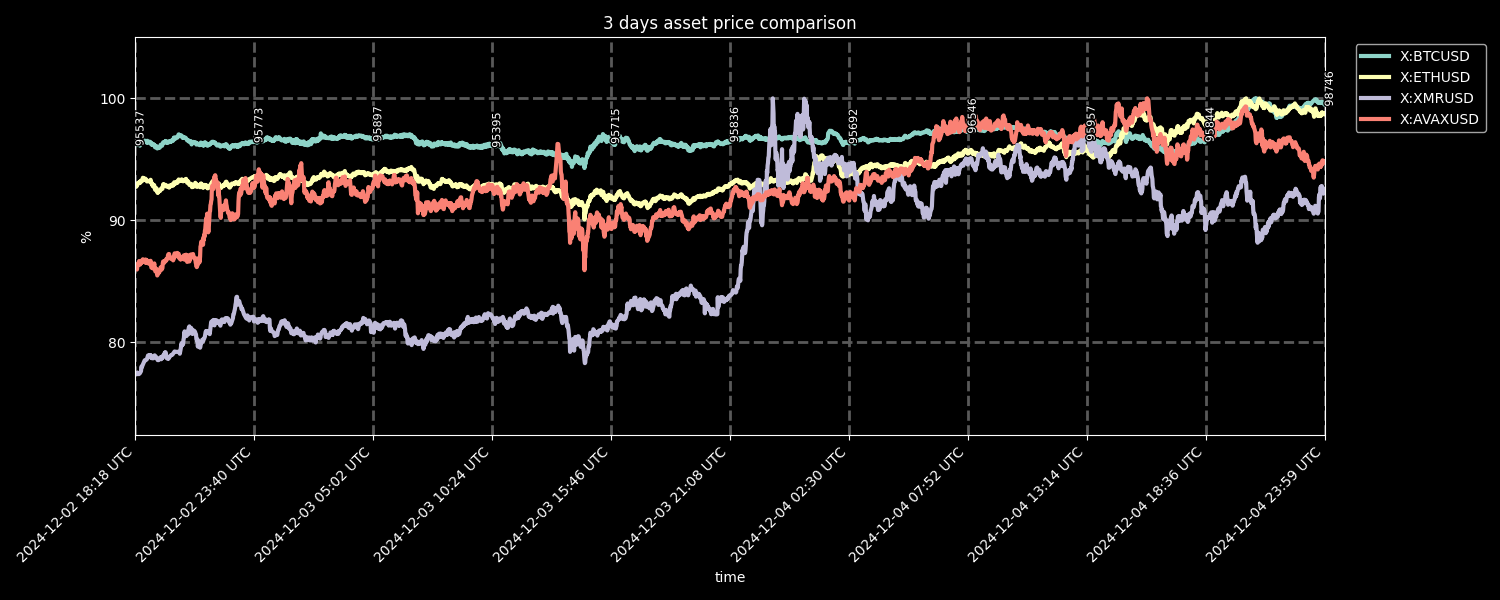 3 days asset price comparison
X:BTCUSD
X:ETHUSD
X:XMRUSD
X:AVAXUSD
100
90
80
%
95537
95773
95897
95395
95715
95836
95692
96546
95957
95844
98746
2024-12-02 18:18 UTC
2024-12-02 23:40 UTC
2024-12-03 05:02 UTC
2024-12-03 10:24 UTC
2024-12-03 15:46 UTC
2024-12-03 21:08 UTC
2024-12-04 02:30 UTC
2024-12-04 07:52 UTC
2024-12-04 13:14 UTC
2024-12-04 18:36 UTC
2024-12-04 23:59 UTC
time